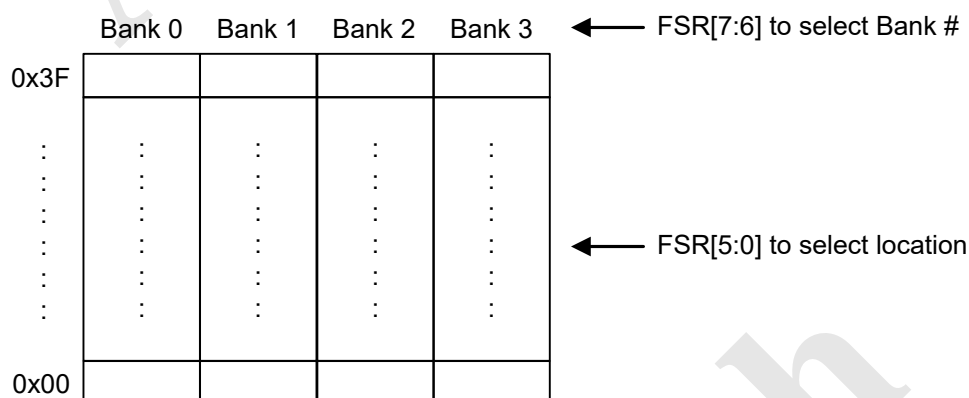 Bank 0 Bank 1 Bank 2 Bank 3 FSR[7:6] to select Bank #
0x3F
: : : : :
: : : : :
: : : : :
: : : : : FSR[5:0] to select location
: : : : :
: : : : :
0x00